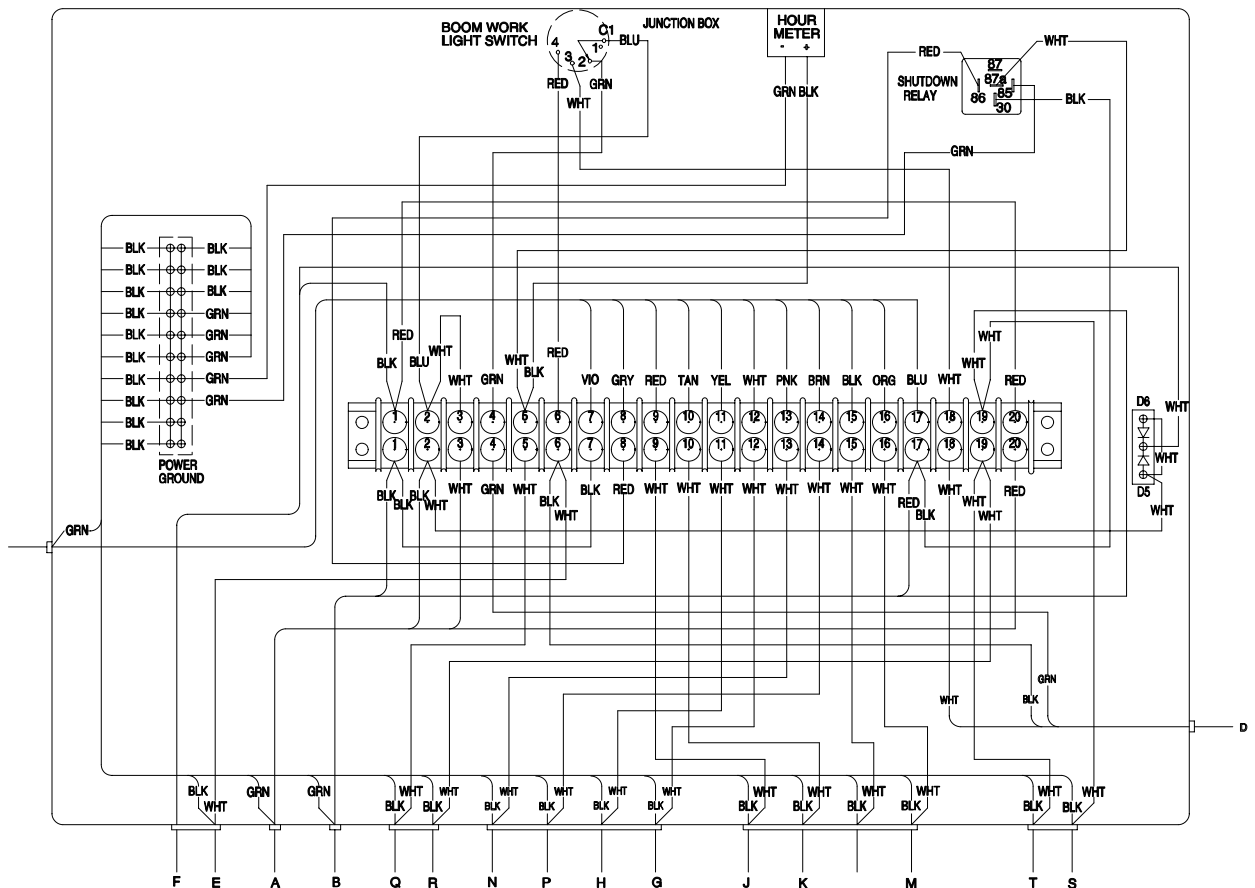 BOOM WORK
LIGHT SWITCH
JUNCTION BOX
HOUR
METER
- +
C1
4
3
2
1
BLU
RED
WHT
GRN
GRN BLK
RED
WHT
SHUTDOWN
RELAY
87
87a
86
85
30
BLK
GRN
BLK BLK
BLK BLK
BLK BLK
BLK GRN
BLK GRN
BLK GRN
BLK GRN
BLK GRN
BLK
BLK
POWER
GROUND
GRN
RED
BLK
BLU
WHT
WHT
GRN
WHT
BLK
RED
VIO
GRY
RED
TAN
YEL
WHT
PNK
BRN
BLK
ORG
BLU
WHT
WHT
WHT
RED
1 2 3 4 5 6 7 8 9 10 11 12 13 14 15 16 17 18 19 20
1 2 3 4 5 6 7 8 9 10 11 12 13 14 15 16 17 18 19 20
D6
WHT
WHT
D5
WHT
BLK
BLK
BLK
WHT
WHT
GRN
WHT
BLK
WHT
BLK
RED
WHT
WHT
WHT
WHT
WHT
WHT
WHT
WHT
RED
BLK
WHT
WHT
WHT
RED
WHT
BLK
GRN
D
BLK
WHT
GRN
GRN
WHT
BLK
WHT
BLK
WHT
BLK
WHT
BLK
WHT
BLK
WHT
BLK
WHT
BLK
WHT
BLK
WHT
BLK
WHT
BLK
WHT
BLK
WHT
BLK
F E A B Q R N P H G J K M T S